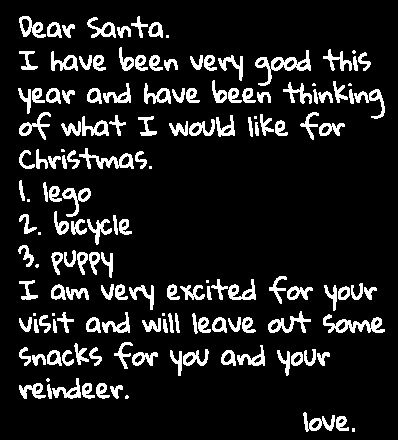 Dear Santa.
I have been very good this
year and have been thinking
of what I would like for
Christmas.
1. lego
2. bicycle
3. puppy
I am very excited for your
visit and will leave out some
snacks for you and your
reindeer.
love.